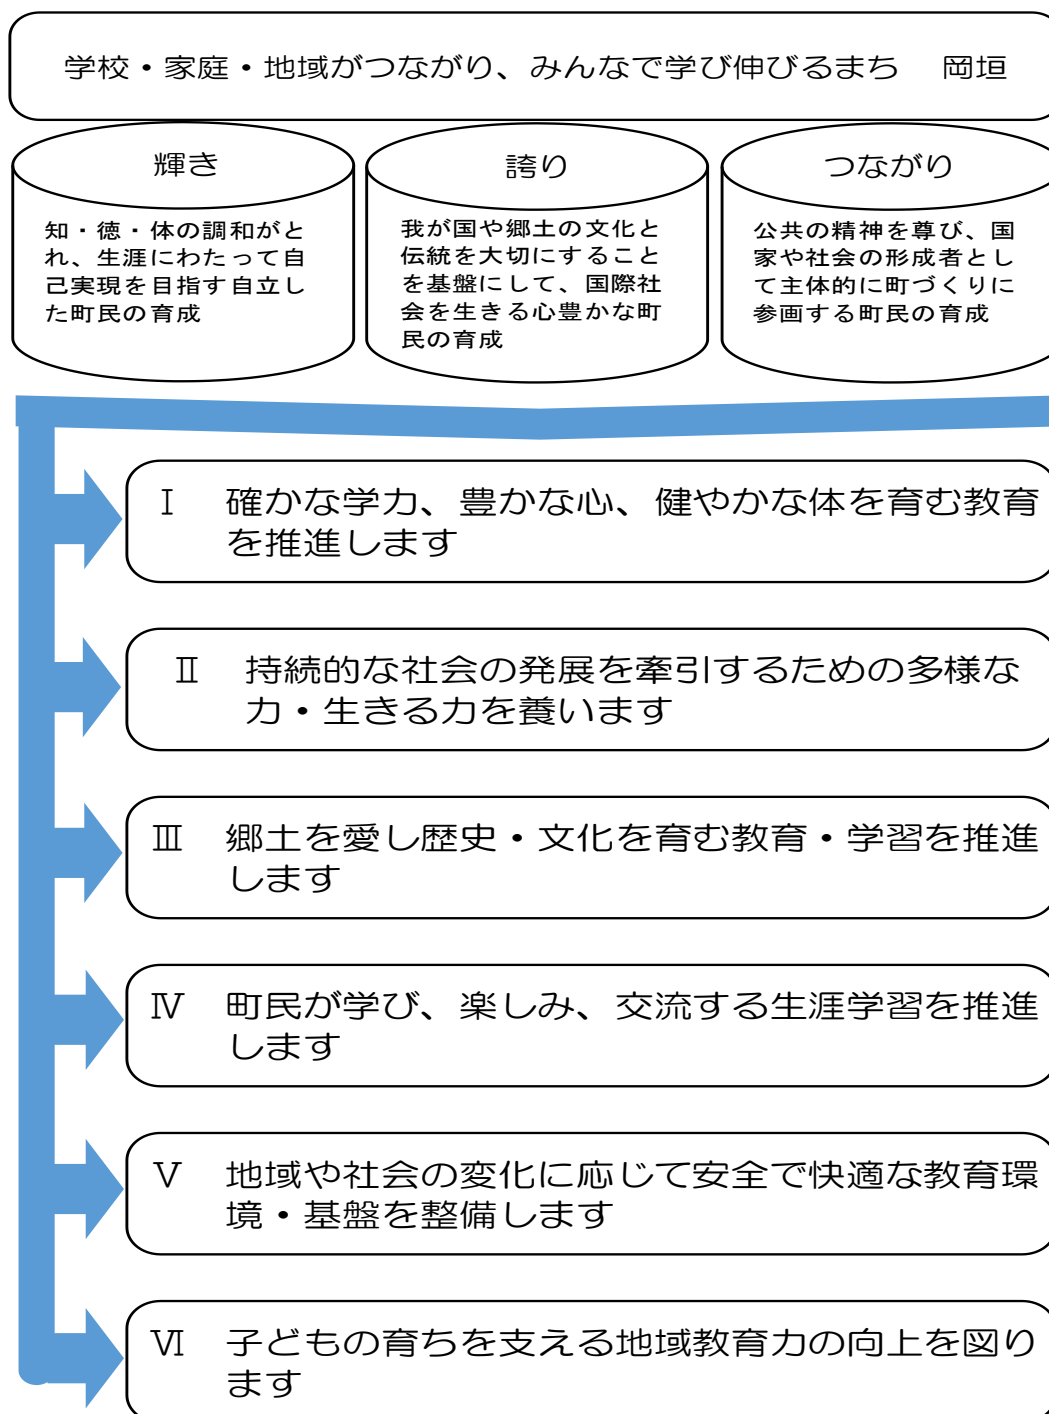 学校・家庭・地域がつながり、みんなで学び伸びるまち　岡垣
輝き
知・徳・体の調和がと
れ、生涯にわたって自
己実現を目指す自立し
た町民の育成
誇り
我が国や郷土の文化と
伝統を大切にすること
を基盤にして、国際社
会を生きる心豊かな町
民の育成
つながり
公共の精神を尊び、国
家や社会の形成者とし
て主体的に町づくりに
参画する町民の育成
Ⅰ　確かな学力、豊かな心、健やかな体を育む教育
を推進します
Ⅱ　持続的な社会の発展を牽引するための多様な
力・生きる力を養います
Ⅲ　郷土を愛し歴史・文化を育む教育・学習を推進
します
Ⅳ　町民が学び、楽しみ、交流する生涯学習を推進
します
Ⅴ　地域や社会の変化に応じて安全で快適な教育環
境・基盤を整備します
Ⅵ　子どもの育ちを支える地域教育力の向上を図り
ます